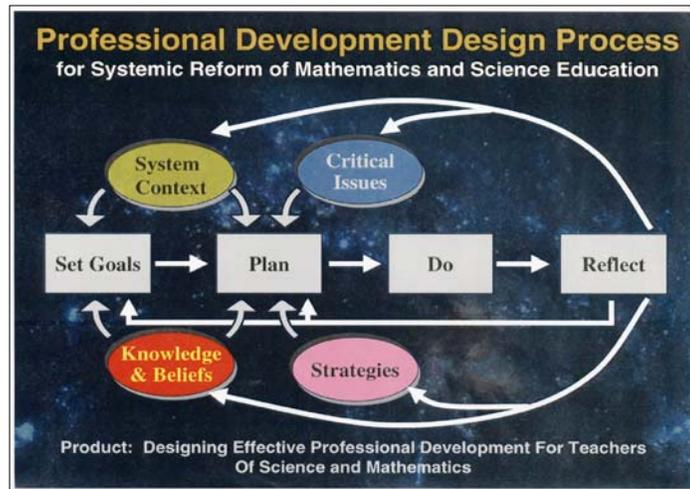 Professional Development Design Process
for Systemic Reform of Mathematics and Science Education
System
Context
Critical
Issues
Set Goals
Plan
Do
Reflect
Knowledge
& Beliefs
Strategies
Product: Designing Effective Professional Development For Teachers
Of Science and Mathematics